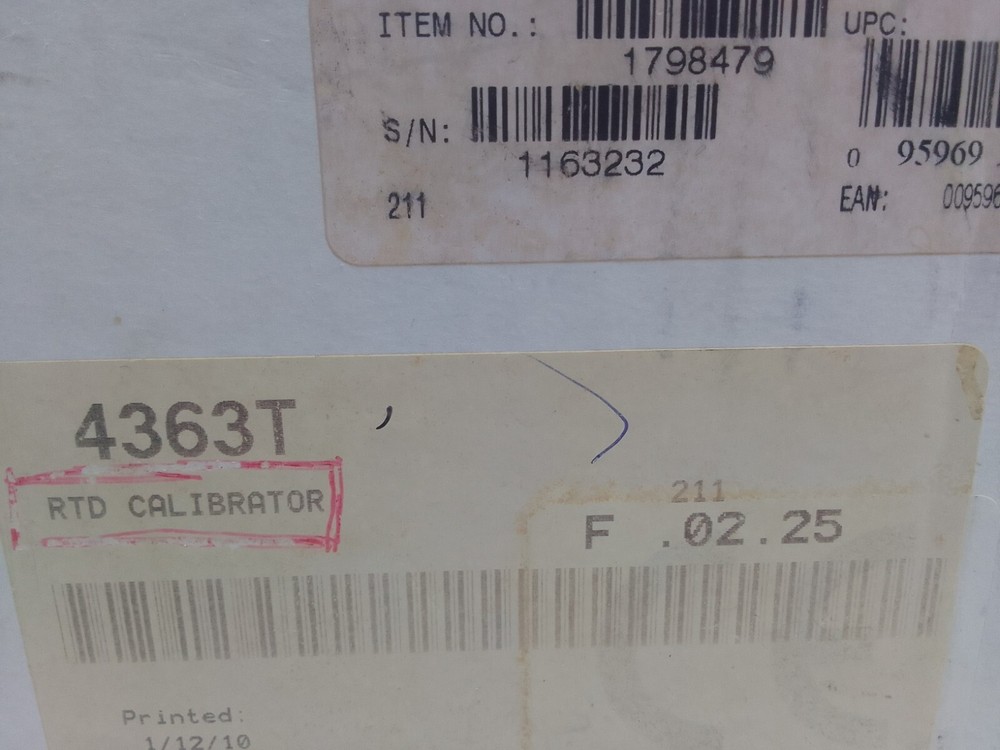 ITEM NO.:
1798479
UPC:
S/N:
1163232
0 95969
211
EAN: 009596
4363T
RTD CALIBRATOR
211
F .02.25
Printed:
1/12/10